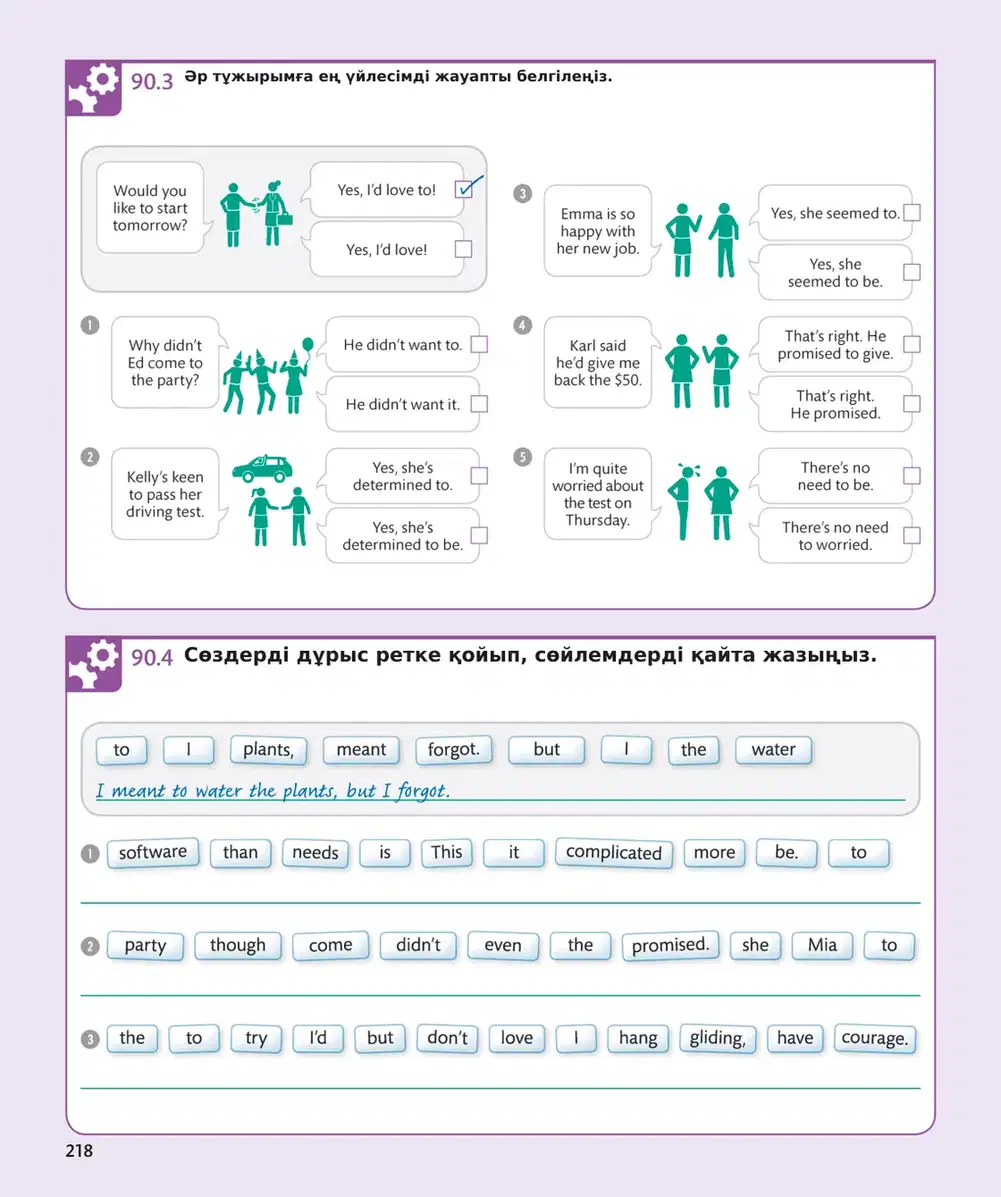 90.3 Әр тұжырымға ең үйлесімді жауапты белгілеңіз.
Would you
like to start
tomorrow?
Yes, I'd love to!
Yes, I'd love!
1
Why didn't
Ed come to
the party?
He didn't want to.
He didn't want it.
2
Kelly's keen
to pass her
driving test.
Yes, she's
determined to.
Yes, she's
determined to be.
3
Emma is so
happy with
her new job.
Yes, she seemed to.
Yes, she
seemed to be.
4
Karl said
he'd give me
back the $50.
That's right. He
promised to give.
That's right.
He promised.
5
I'm quite
worried about
the test on
Thursday.
There's no
need to be.
There's no need
to worried.
90.4 Сөздерді дұрыс ретке қойып, сөйлемдерді қайта жазыңыз.
to I plants, meant forgot. but I the water
I meant to water the plants, but I forgot.
1 software than needs is This it complicated more be. to
2 party though come didn't even the promised. she Mia to
3 the to try I'd but don't love I hang gliding, have courage.
218